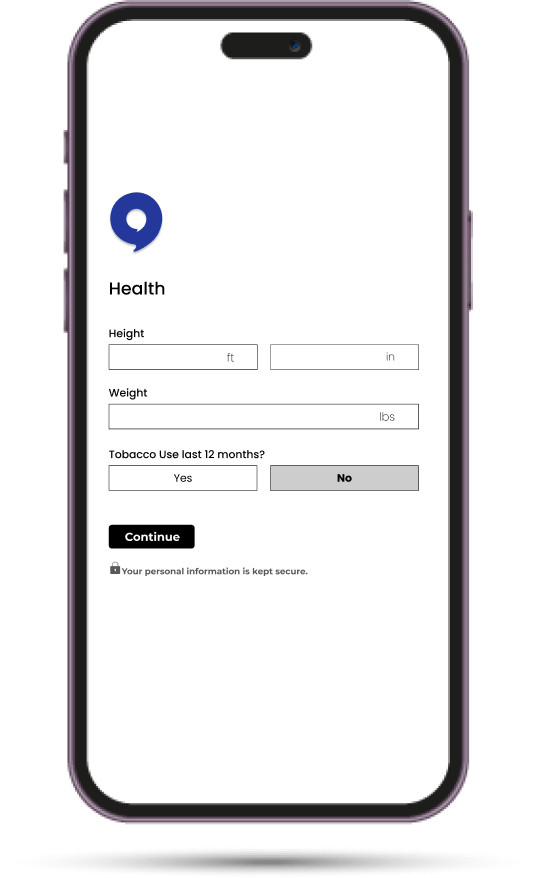 Health
Height
ft in
Weight
lbs
Tobacco Use last 12 months?
Yes No
Continue
Your personal information is kept secure.